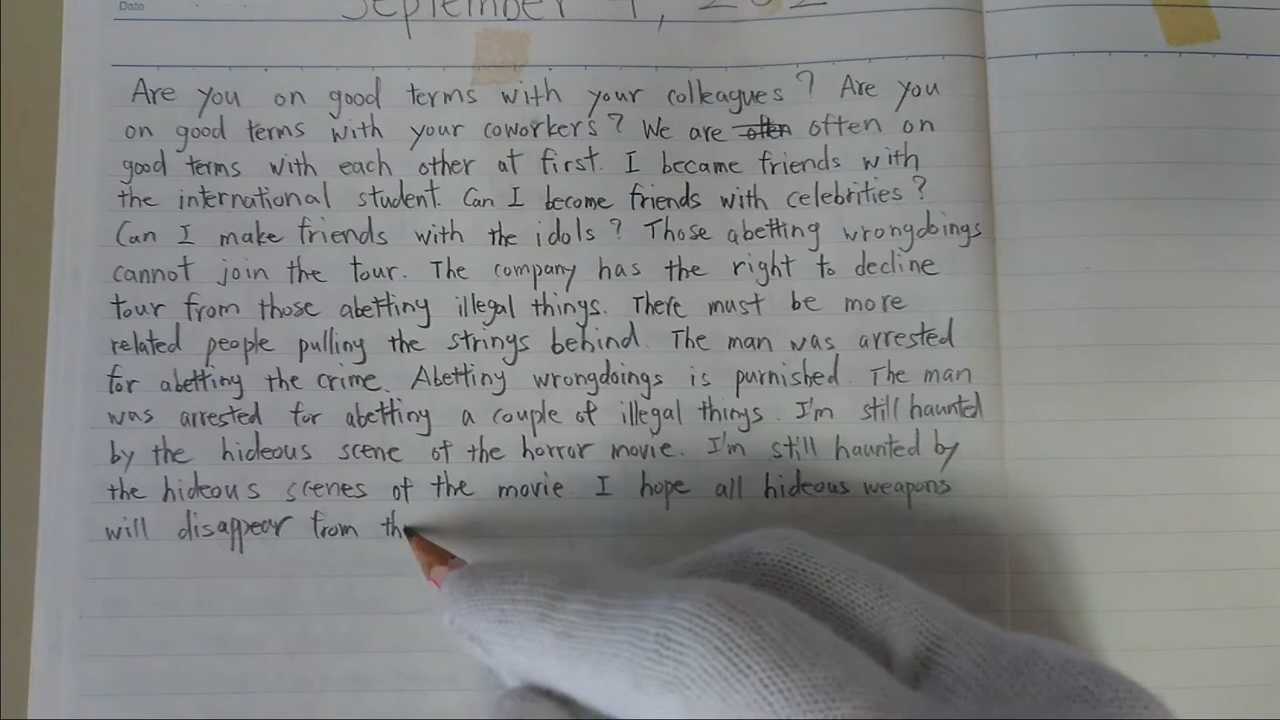 Date September 1, 202
Are you on good terms with your colleagues? Are you
on good terms with your coworkers? We are often often on
good terms with each other at first. I became friends with
the international student. Can I become friends with celebrities?
Can I make friends with the idols? Those abetting wrongdoings
cannot join the tour. The company has the right to decline
tour from those abetting illegal things. There must be more
related people pulling the strings behind. The man was arrested
for abetting the crime. Abetting wrongdoings is purnished. The man
was arrested for abetting a couple of illegal things. I'm still haunted
by the hideous scene of the horror movie. I'm still haunted by
the hideous scenes of the movie. I hope all hideous weapons
will disappear from th